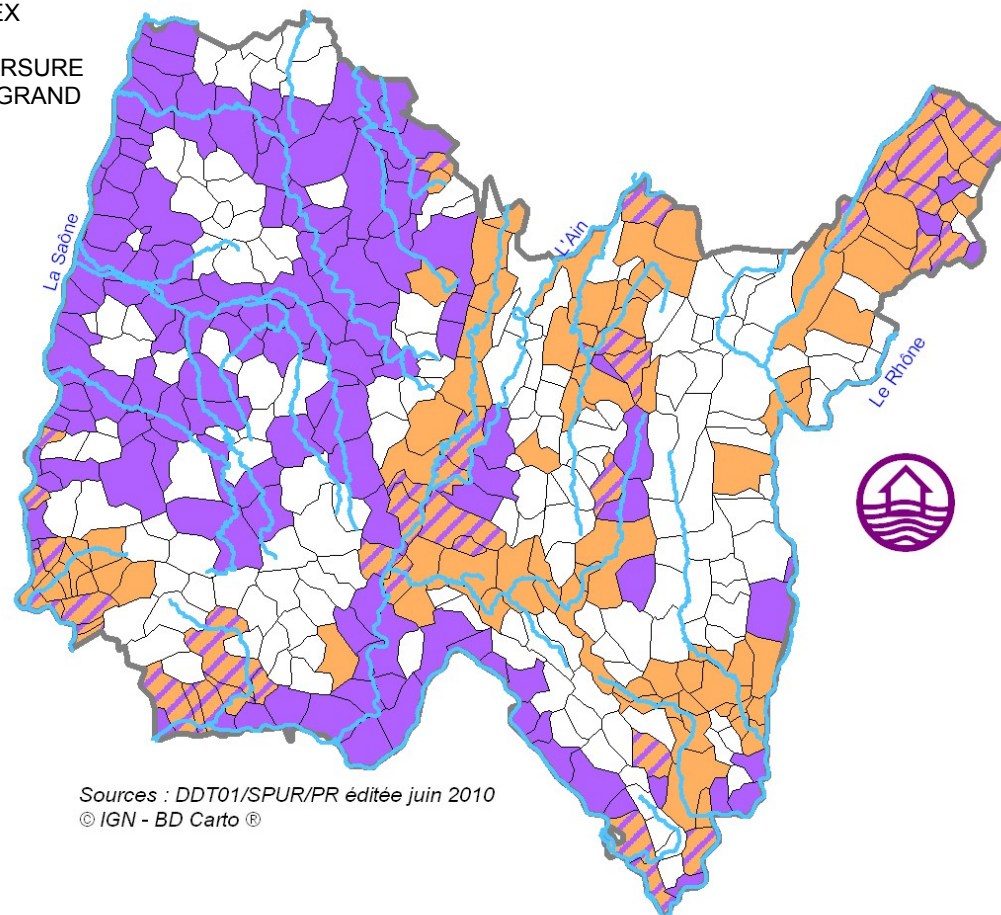 EX
RSURE
GRAND
La Saône
L'Ain
Le Rhône
Sources : DDT01/SPUR/PR éditée juin 2010
© IGN - BD Carto ®